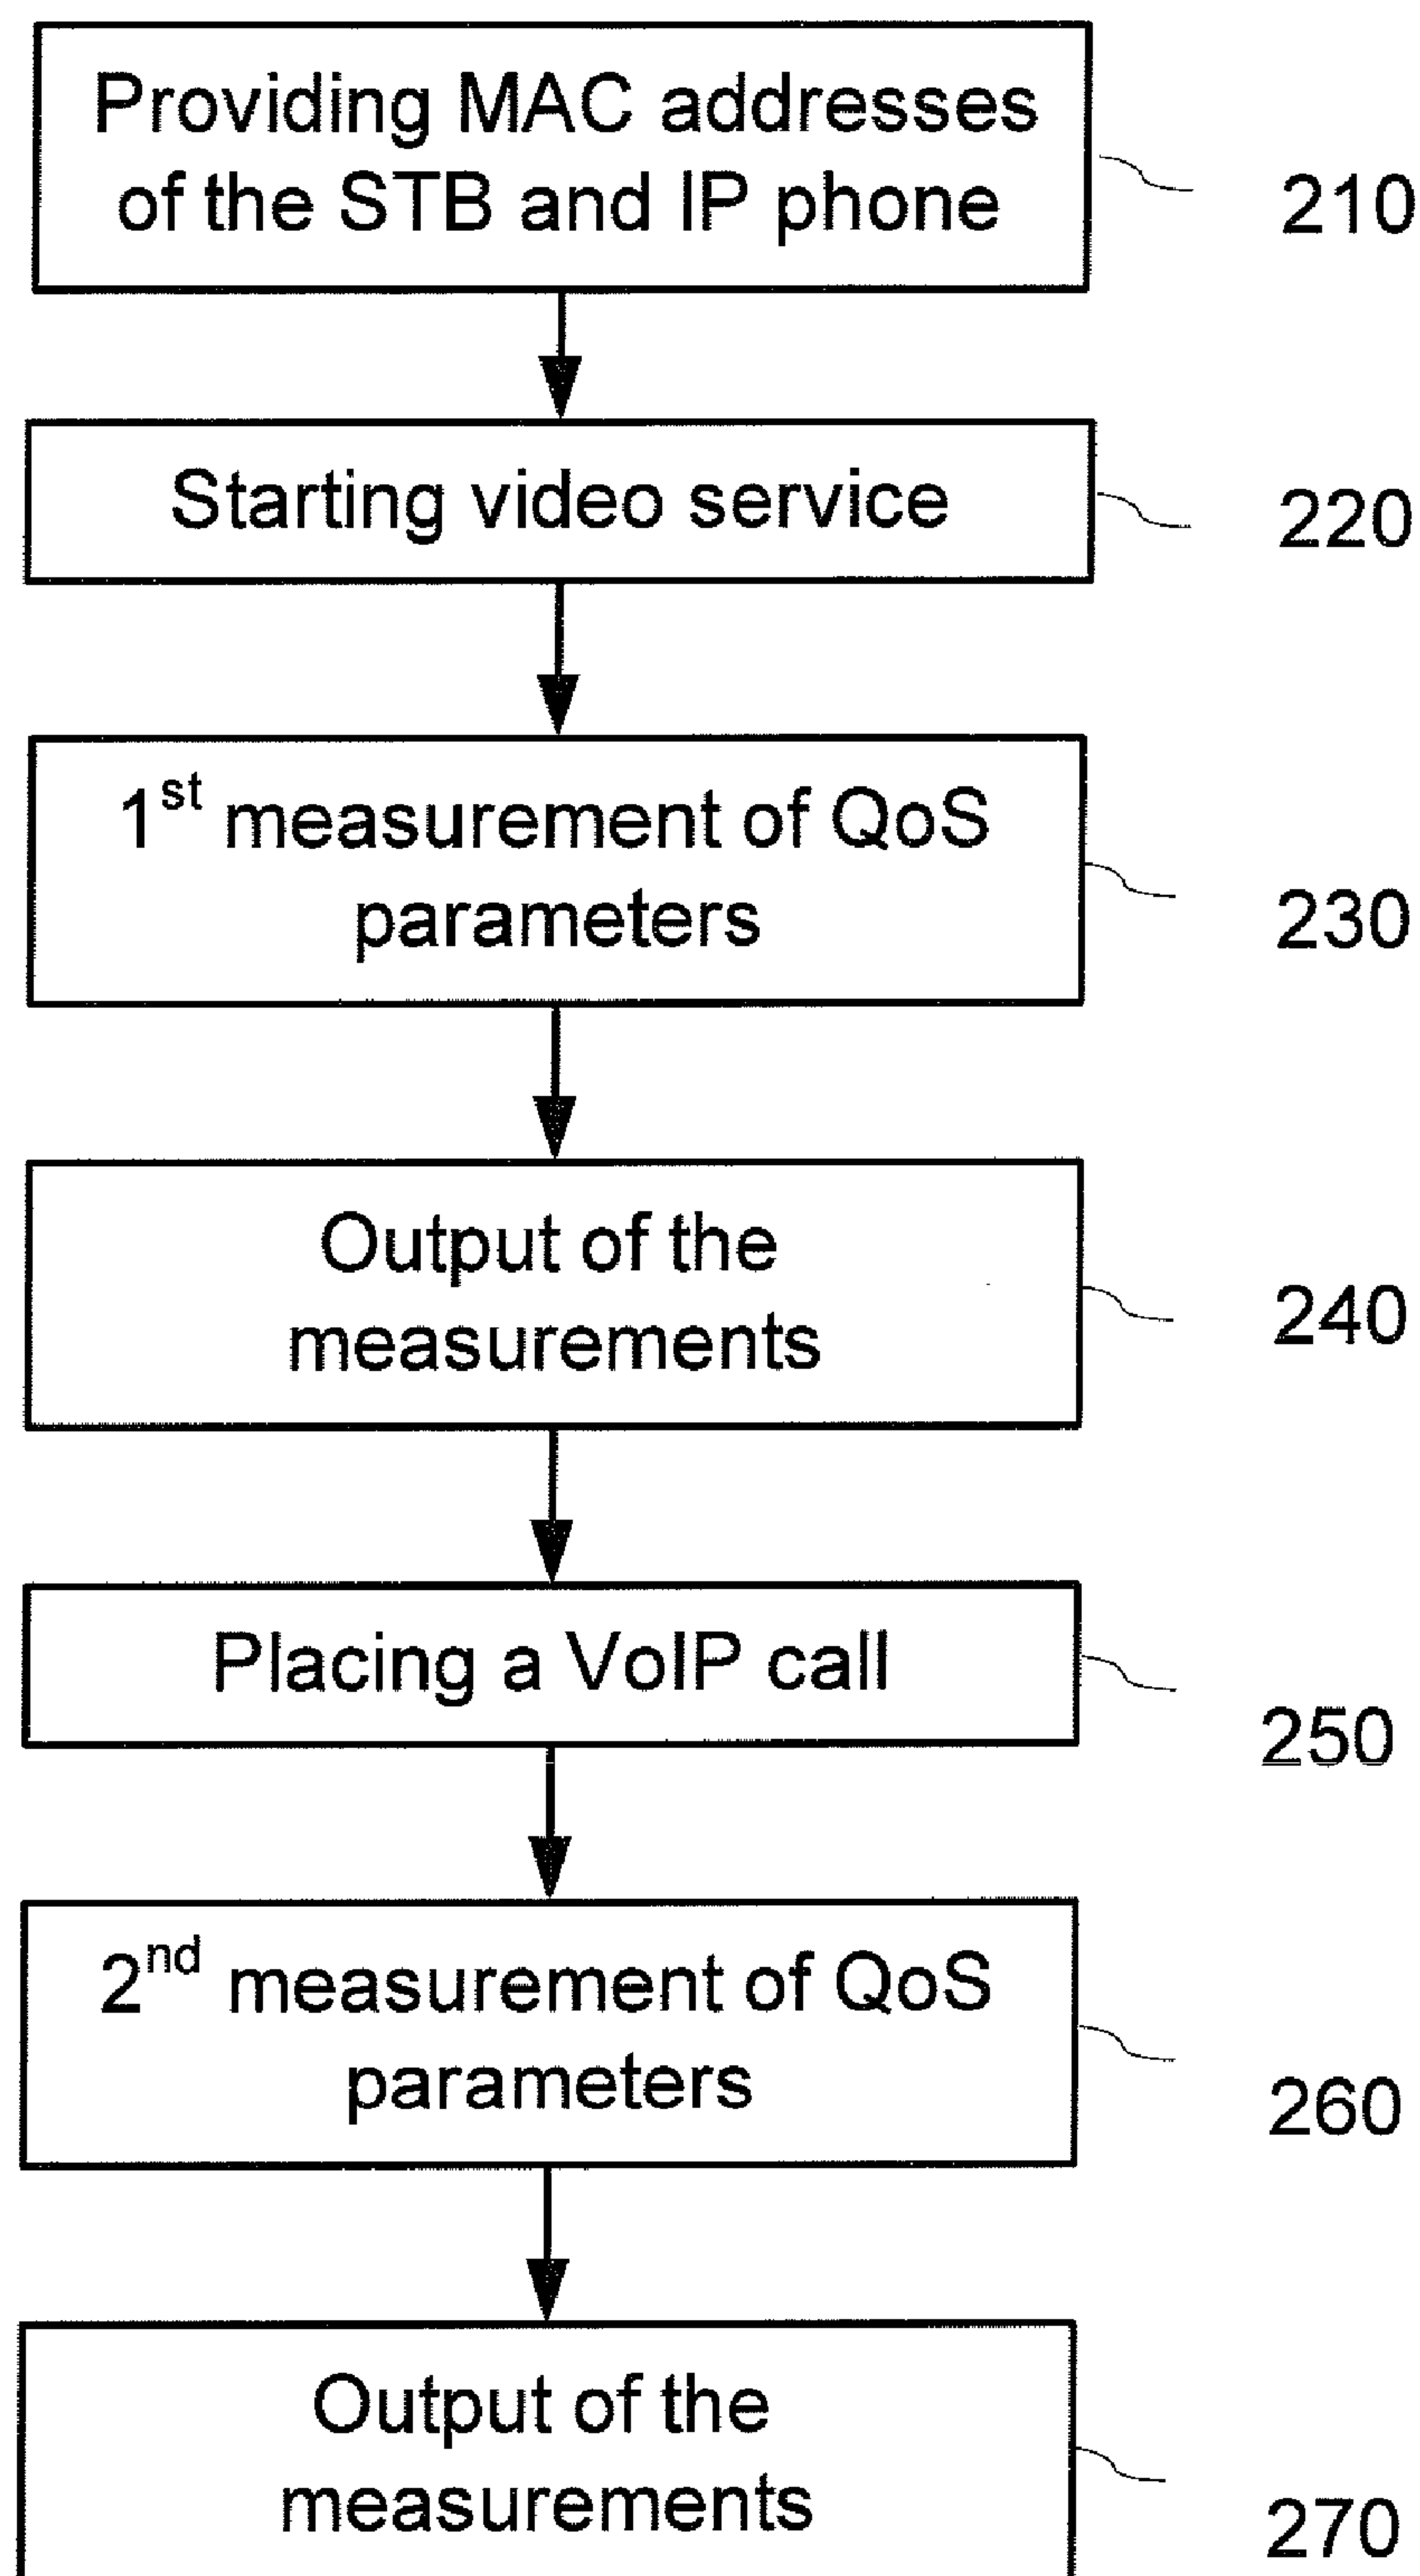 Providing MAC addresses
of the STB and IP phone
210
Starting video service
220
1st measurement of QoS
parameters
230
Output of the
measurements
240
Placing a VoIP call
250
2nd measurement of QoS
parameters
260
Output of the
measurements
270